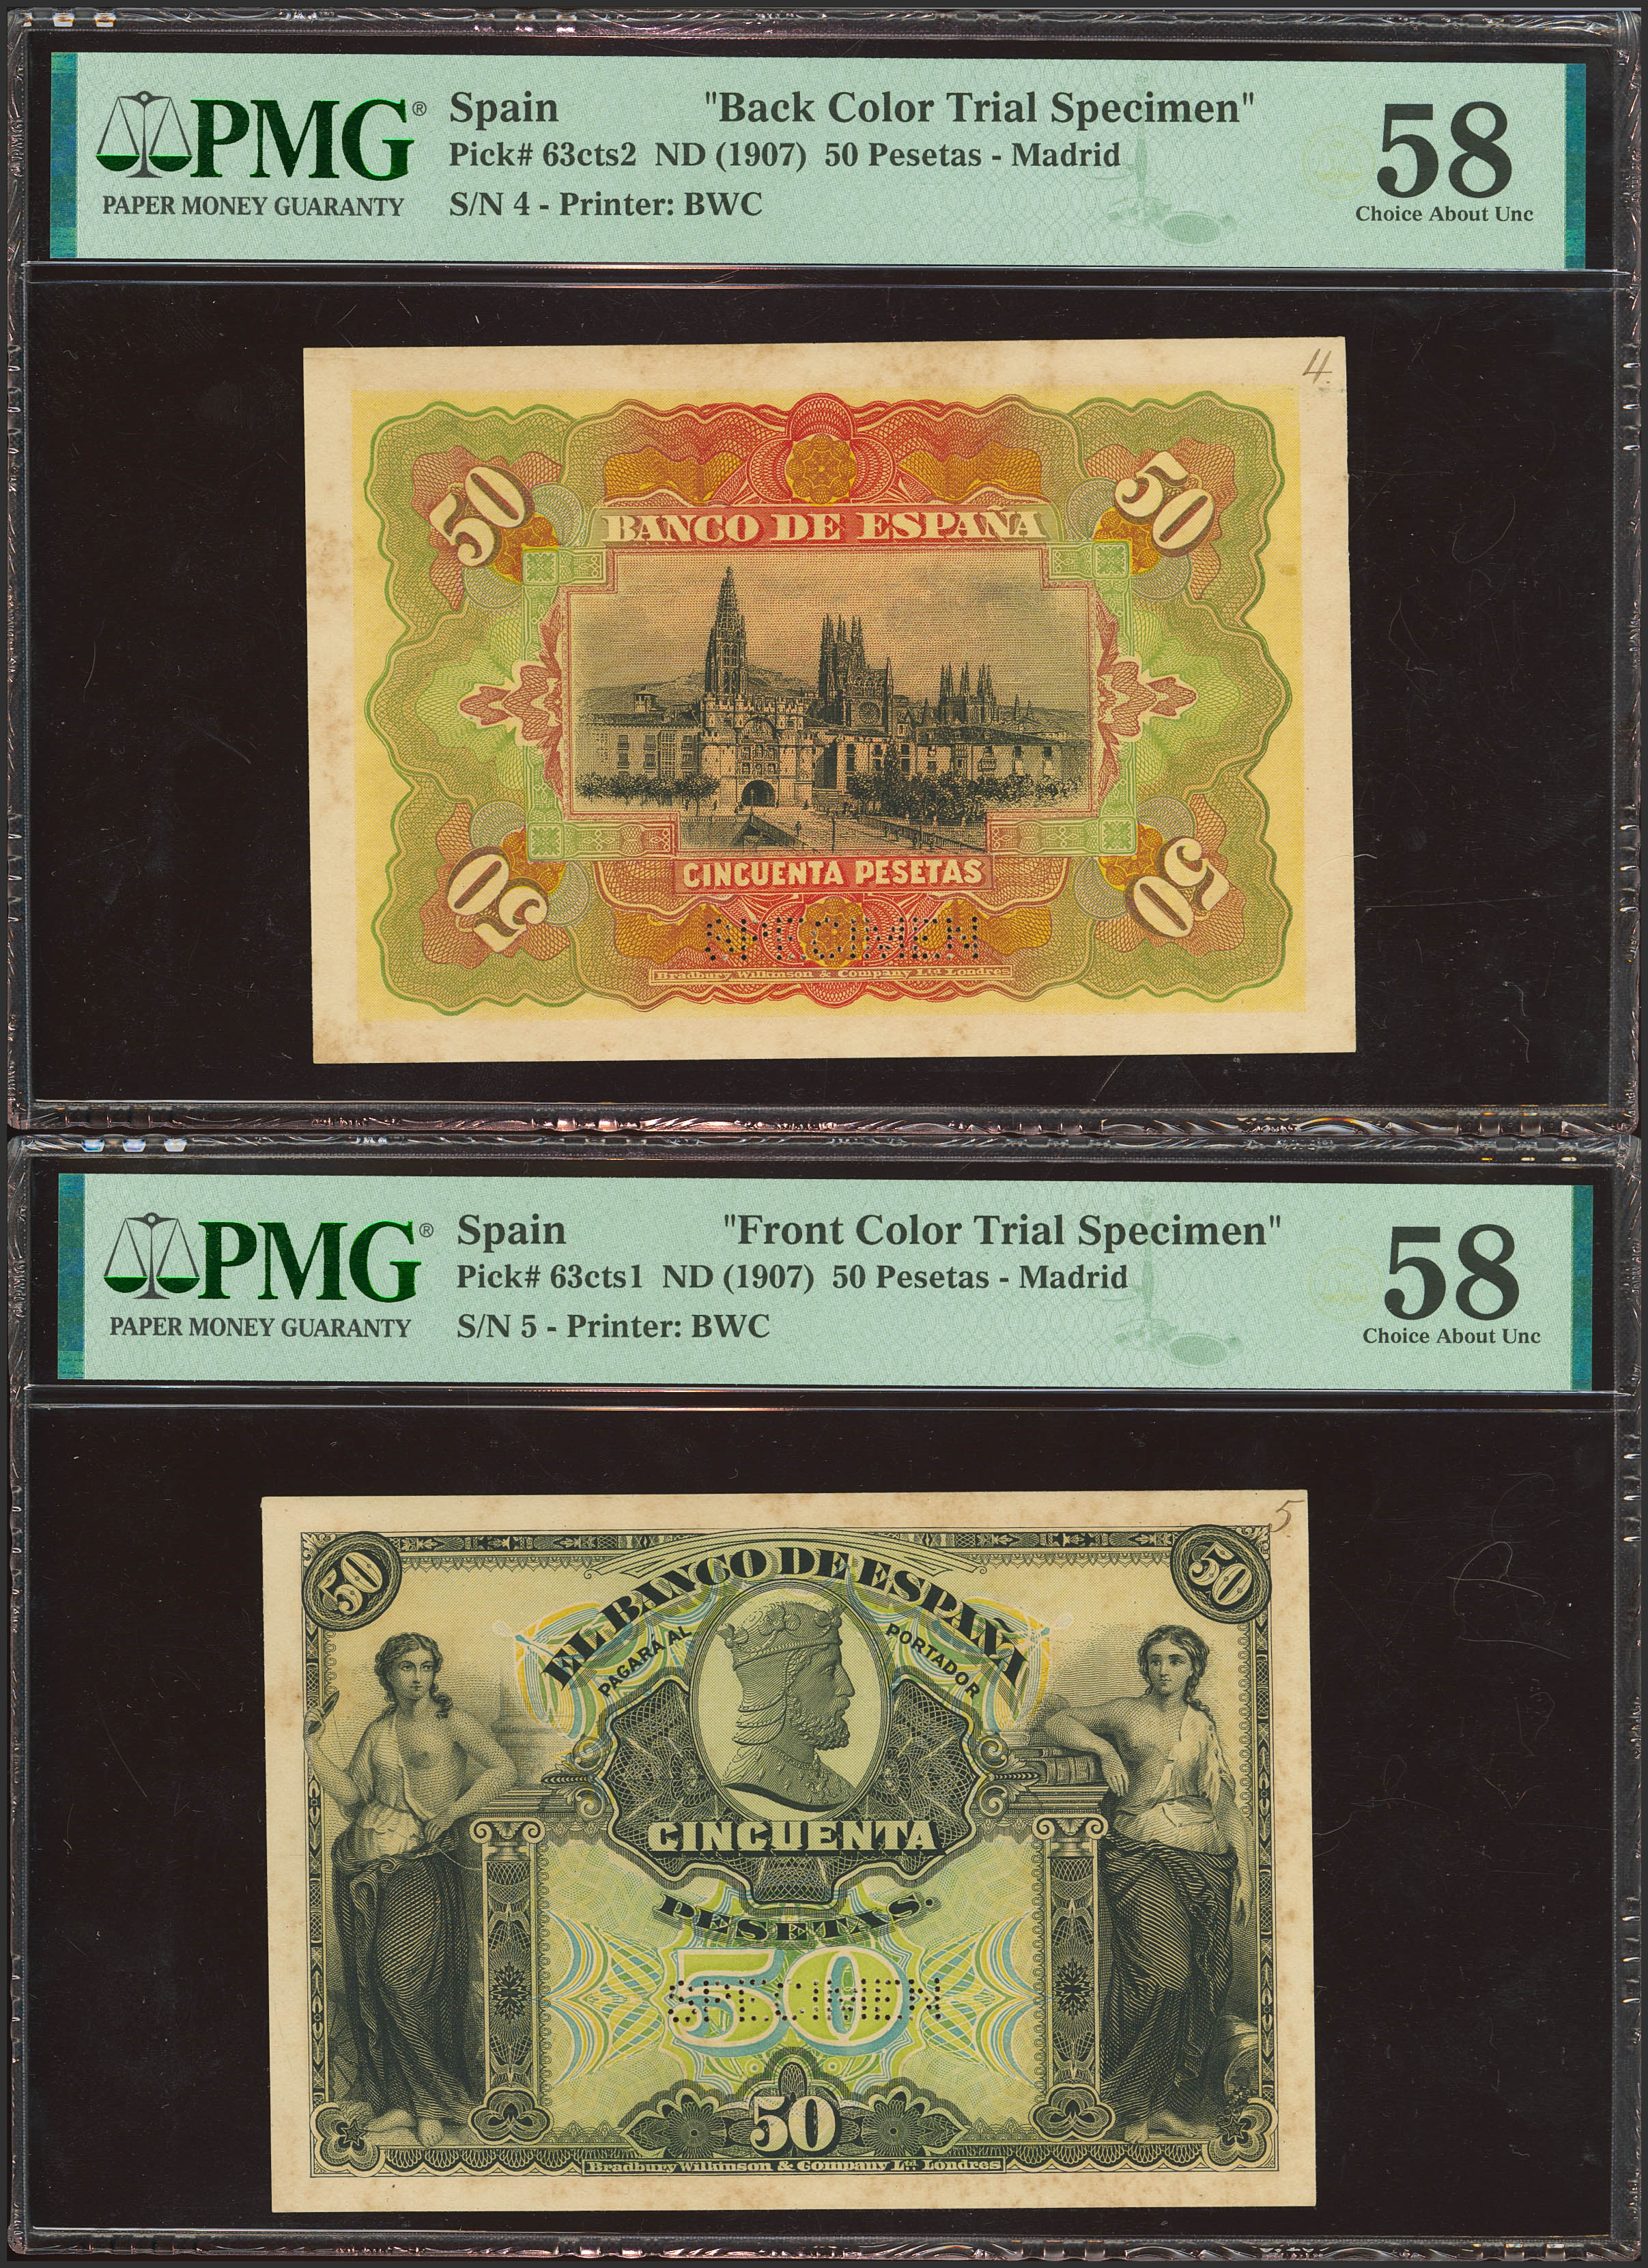 PMG®
PAPER MONEY GUARANTY
Spain "Back Color Trial Specimen"
Pick# 63cts2 ND (1907) 50 Pesetas - Madrid
S/N 4 - Printer: BWC
58
Choice About Unc
4.
50
50
BANCO DE ESPAÑA
CINCUENTA PESETAS
50
50
SPECIMEN
Bradbury Wilkinson & Company Ltd Londres
PMG®
PAPER MONEY GUARANTY
Spain "Front Color Trial Specimen"
Pick# 63cts1 ND (1907) 50 Pesetas - Madrid
S/N 5 - Printer: BWC
58
Choice About Unc
5.
50
50
EL BANCO DE ESPAÑA
PAGARÁ AL PORTADOR
CINCUENTA
PESETAS.
50
SPECIMEN
50
Bradbury Wilkinson & Company Ltd. Londres